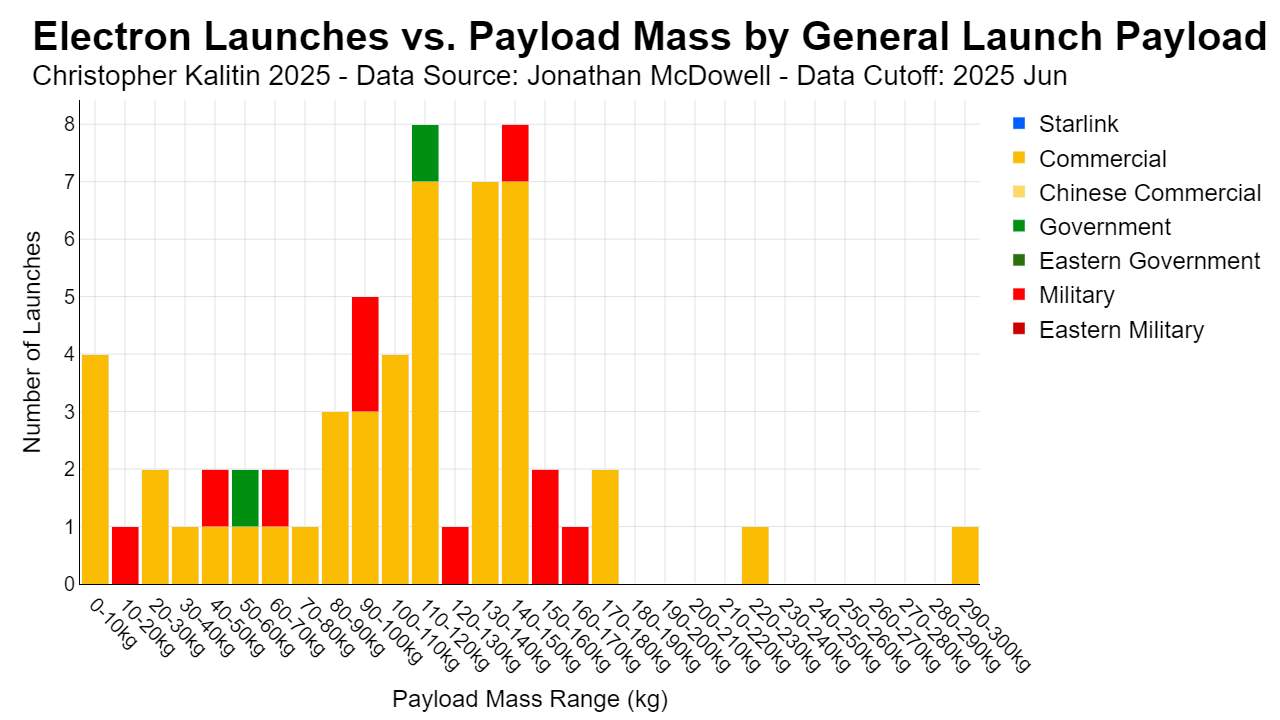 Electron Launches vs. Payload Mass by General Launch Payload
Christopher Kalitin 2025 - Data Source: Jonathan McDowell - Data Cutoff: 2025 Jun
Number of Launches
8
7
6
5
4
3
2
1
0
0-10kg
10-20kg
20-30kg
30-40kg
40-50kg
50-60kg
60-70kg
70-80kg
80-90kg
90-100kg
100-110kg
110-120kg
120-130kg
130-140kg
140-150kg
150-160kg
160-170kg
170-180kg
180-190kg
190-200kg
200-210kg
210-220kg
220-230kg
230-240kg
240-250kg
250-260kg
260-270kg
270-280kg
280-290kg
290-300kg
Payload Mass Range (kg)
Starlink
Commercial
Chinese Commercial
Government
Eastern Government
Military
Eastern Military